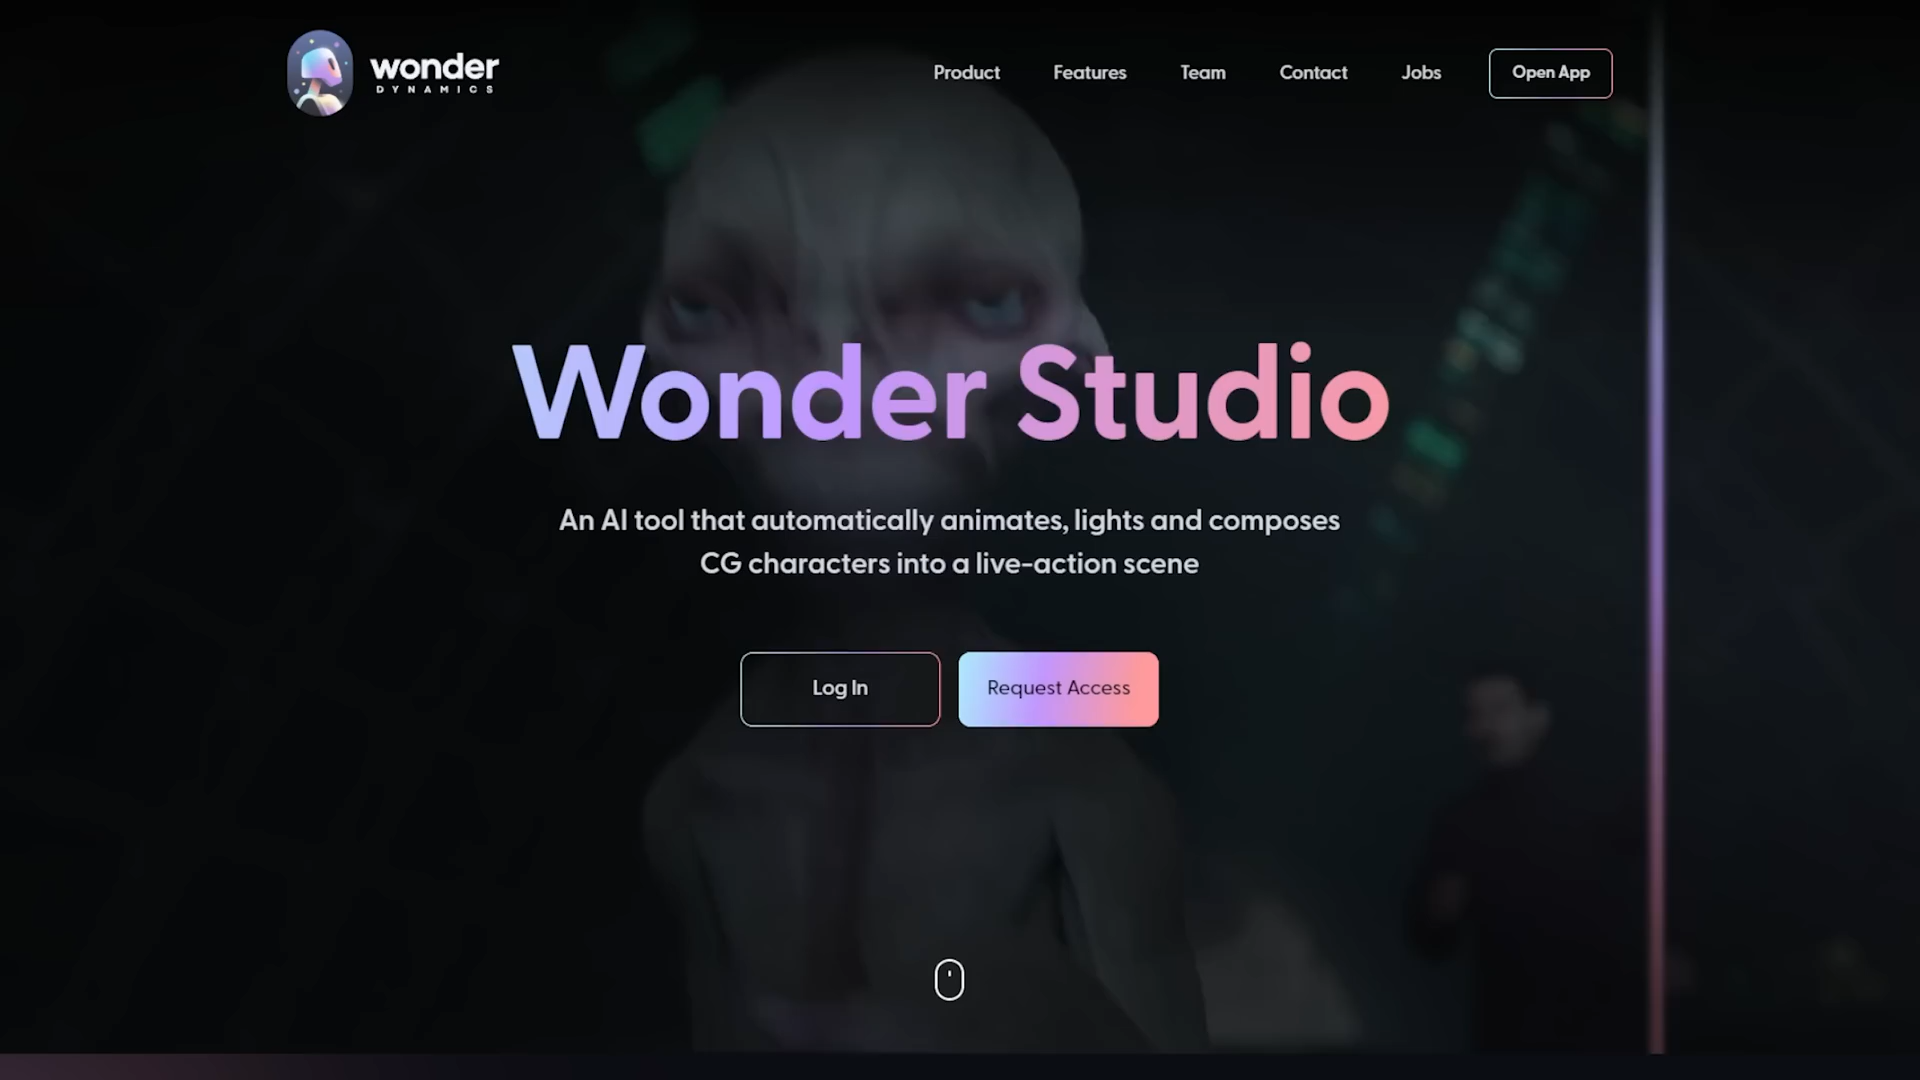 wonder
DYNAMICS
Product
Features
Team
Contact
Jobs
Open App
Wonder Studio
An AI tool that automatically animates, lights and composes
CG characters into a live-action scene
Log In
Request Access